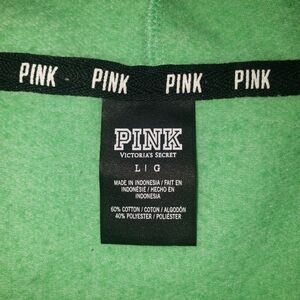 PINK PINK PINK PINK
PINK
VICTORIA'S SECRET
L | G
MADE IN INDONESIA / FAIT EN
INDONÉSIE / HECHO EN
INDONESIA
60% COTTON / COTON / ALGODÓN
40% POLYESTER / POLIÉSTER